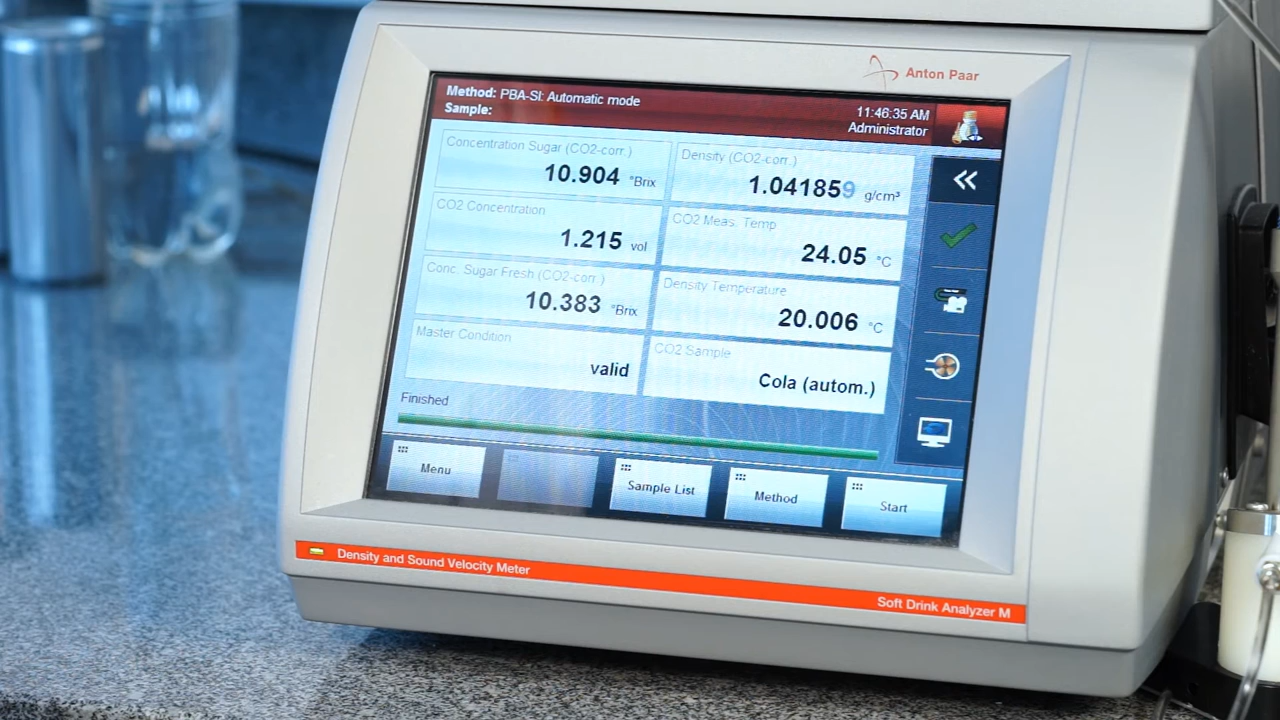 Anton Paar
Method: PBA-SI: Automatic mode
Sample:
11:46:35 AM
Administrator
Concentration Sugar (CO2-corr.)
10.904 °Brix
Density (CO2-corr.)
1.041859 g/cm³
CO2 Concentration
1.215 vol
CO2 Meas. Temp
24.05 °C
Conc. Sugar Fresh (CO2-corr.)
10.383 °Brix
Density Temperature
20.006 °C
Master Condition
valid
CO2 Sample
Cola (autom.)
Finished
Menu
Sample List
Method
Start
Density and Sound Velocity Meter
Soft Drink Analyzer M